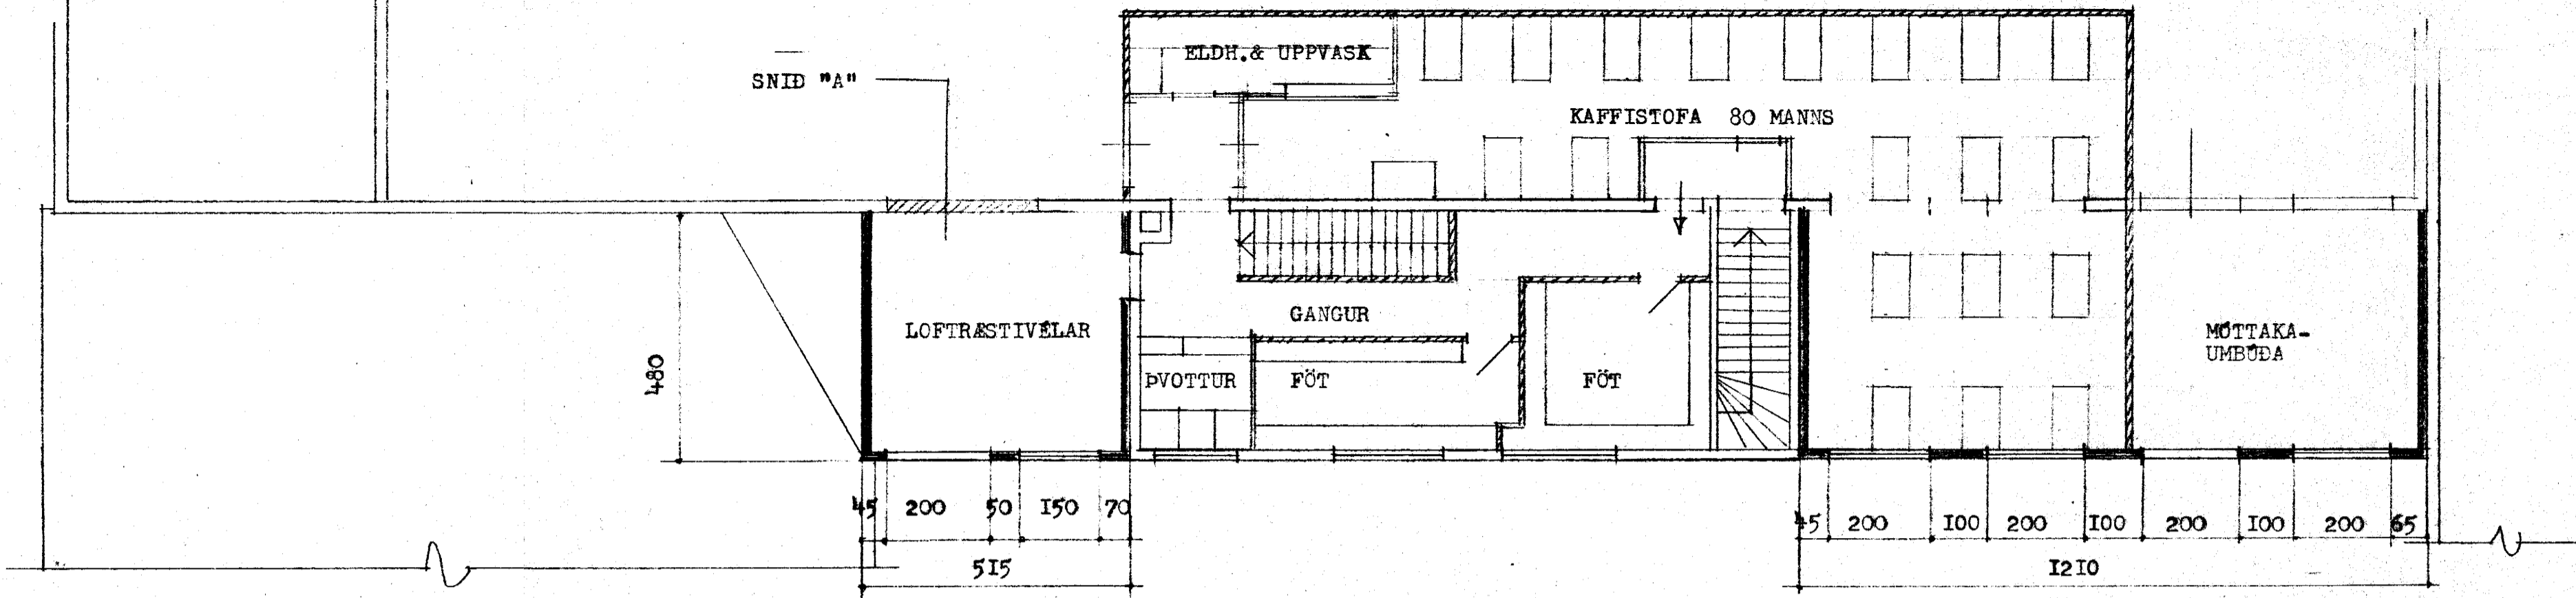 ELDH.& UPPVASK
SNIÐ "A"
KAFFISTOFA 80 MANNS
GANGUR
LOFTRÆSTIVÉLAR
MÓTTAKA-
UMBÚÐA
480
ÞVOTTUR
FÖT
FÖT
45 200 50 150 70
45 200 100 200 100 200 100 200 65
515
1210